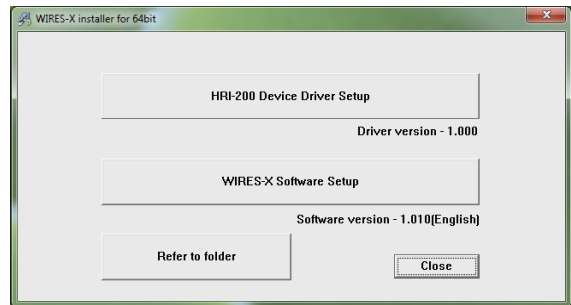 WIRES-X installer for 64bit
HRI-200 Device Driver Setup
Driver version - 1.000
WIRES-X Software Setup
Software version - 1.010(English)
Refer to folder
Close